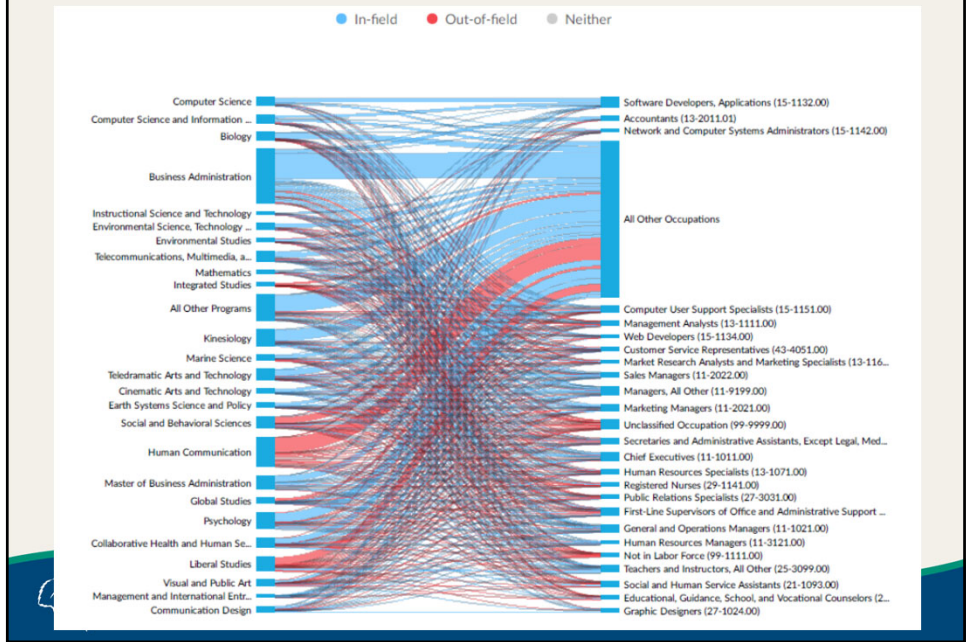 In-field Out-of-field Neither
Computer Science
Computer Science and Information ...
Biology
Business Administration
Instructional Science and Technology
Environmental Science, Technology ...
Environmental Studies
Telecommunications, Multimedia, a...
Mathematics
Integrated Studies
All Other Programs
Kinesiology
Marine Science
Teledramatic Arts and Technology
Cinematic Arts and Technology
Earth Systems Science and Policy
Social and Behavioral Sciences
Human Communication
Master of Business Administration
Global Studies
Psychology
Collaborative Health and Human Se...
Liberal Studies
Visual and Public Art
Management and International Entr...
Communication Design
Software Developers, Applications (15-1132.00)
Accountants (13-2011.01)
Network and Computer Systems Administrators (15-1142.00)
All Other Occupations
Computer User Support Specialists (15-1151.00)
Management Analysts (13-1111.00)
Web Developers (15-1134.00)
Customer Service Representatives (43-4051.00)
Market Research Analysts and Marketing Specialists (13-116...
Sales Managers (11-2022.00)
Managers, All Other (11-9199.00)
Marketing Managers (11-2021.00)
Unclassified Occupation (99-9999.00)
Secretaries and Administrative Assistants, Except Legal, Med...
Chief Executives (11-1011.00)
Human Resources Specialists (13-1071.00)
Registered Nurses (29-1141.00)
Public Relations Specialists (27-3031.00)
First-Line Supervisors of Office and Administrative Support ...
General and Operations Managers (11-1021.00)
Human Resources Managers (11-3121.00)
Not in Labor Force (99-1111.00)
Teachers and Instructors, All Other (25-3099.00)
Social and Human Service Assistants (21-1093.00)
Educational, Guidance, School, and Vocational Counselors (2...
Graphic Designers (27-1024.00)